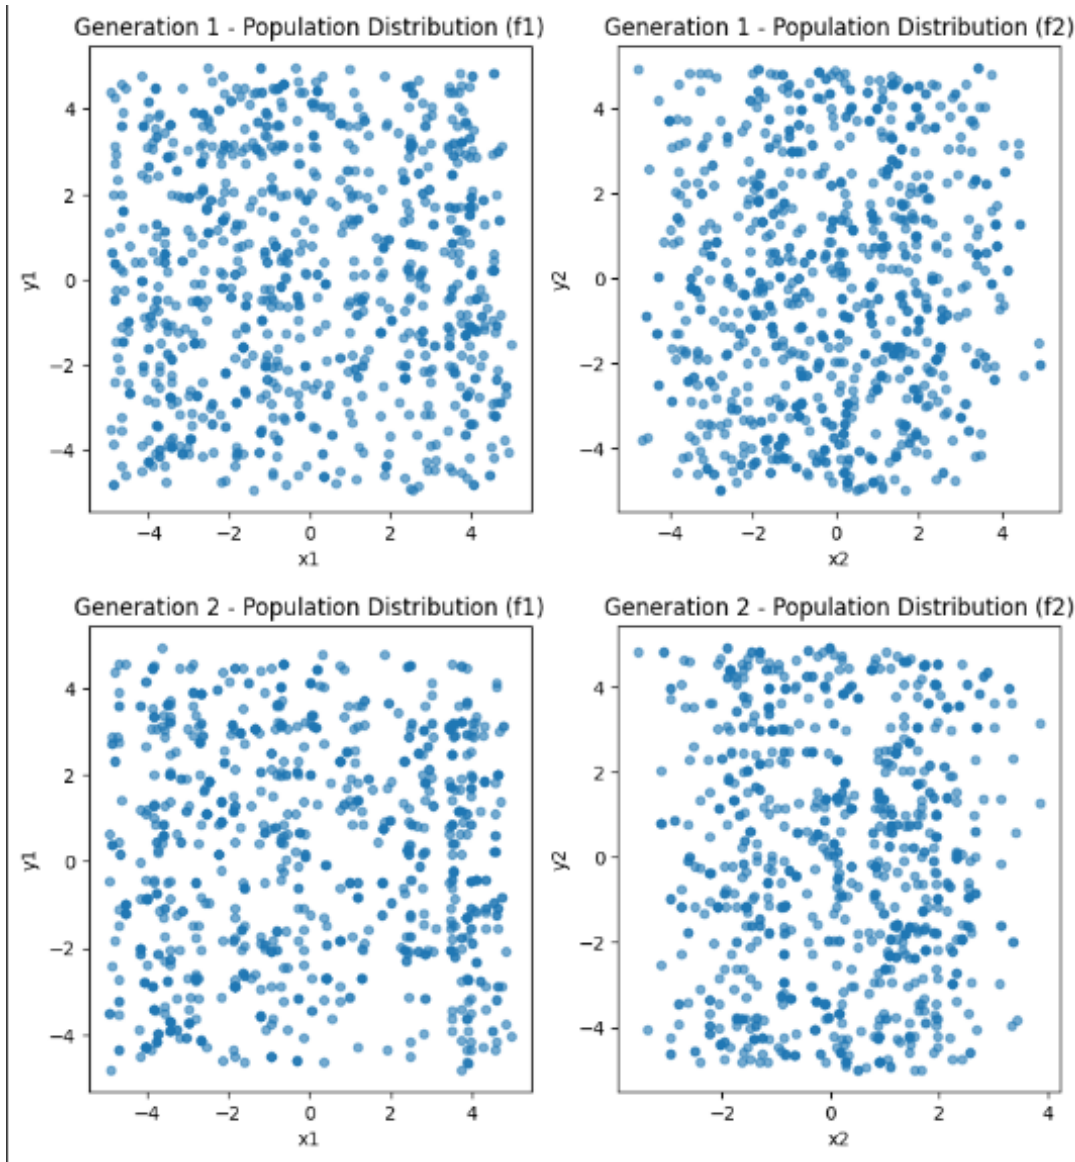 Generation 1 - Population Distribution (f1)
4
2
0
−2
−4
y1
−4 −2 0 2 4
x1
Generation 1 - Population Distribution (f2)
4
2
0
−2
−4
y2
−4 −2 0 2 4
x2
Generation 2 - Population Distribution (f1)
4
2
0
−2
−4
y1
−4 −2 0 2 4
x1
Generation 2 - Population Distribution (f2)
4
2
0
−2
−4
y2
−2 0 2 4
x2